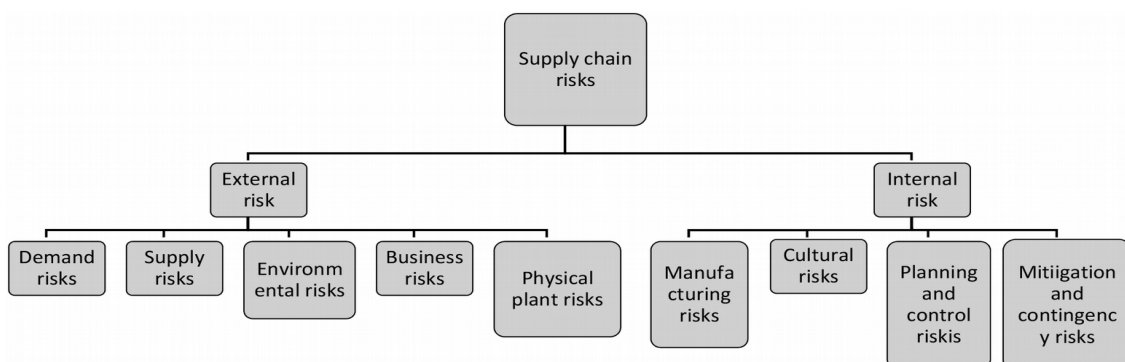 Supply chain
risks
External
risk
Internal
risk
Demand
risks
Supply
risks
Environm
ental risks
Business
risks
Physical
plant risks
Manufa
cturing
risks
Cultural
risks
Planning
and
control
riskis
Mitiigation
and
contingenc
y risks